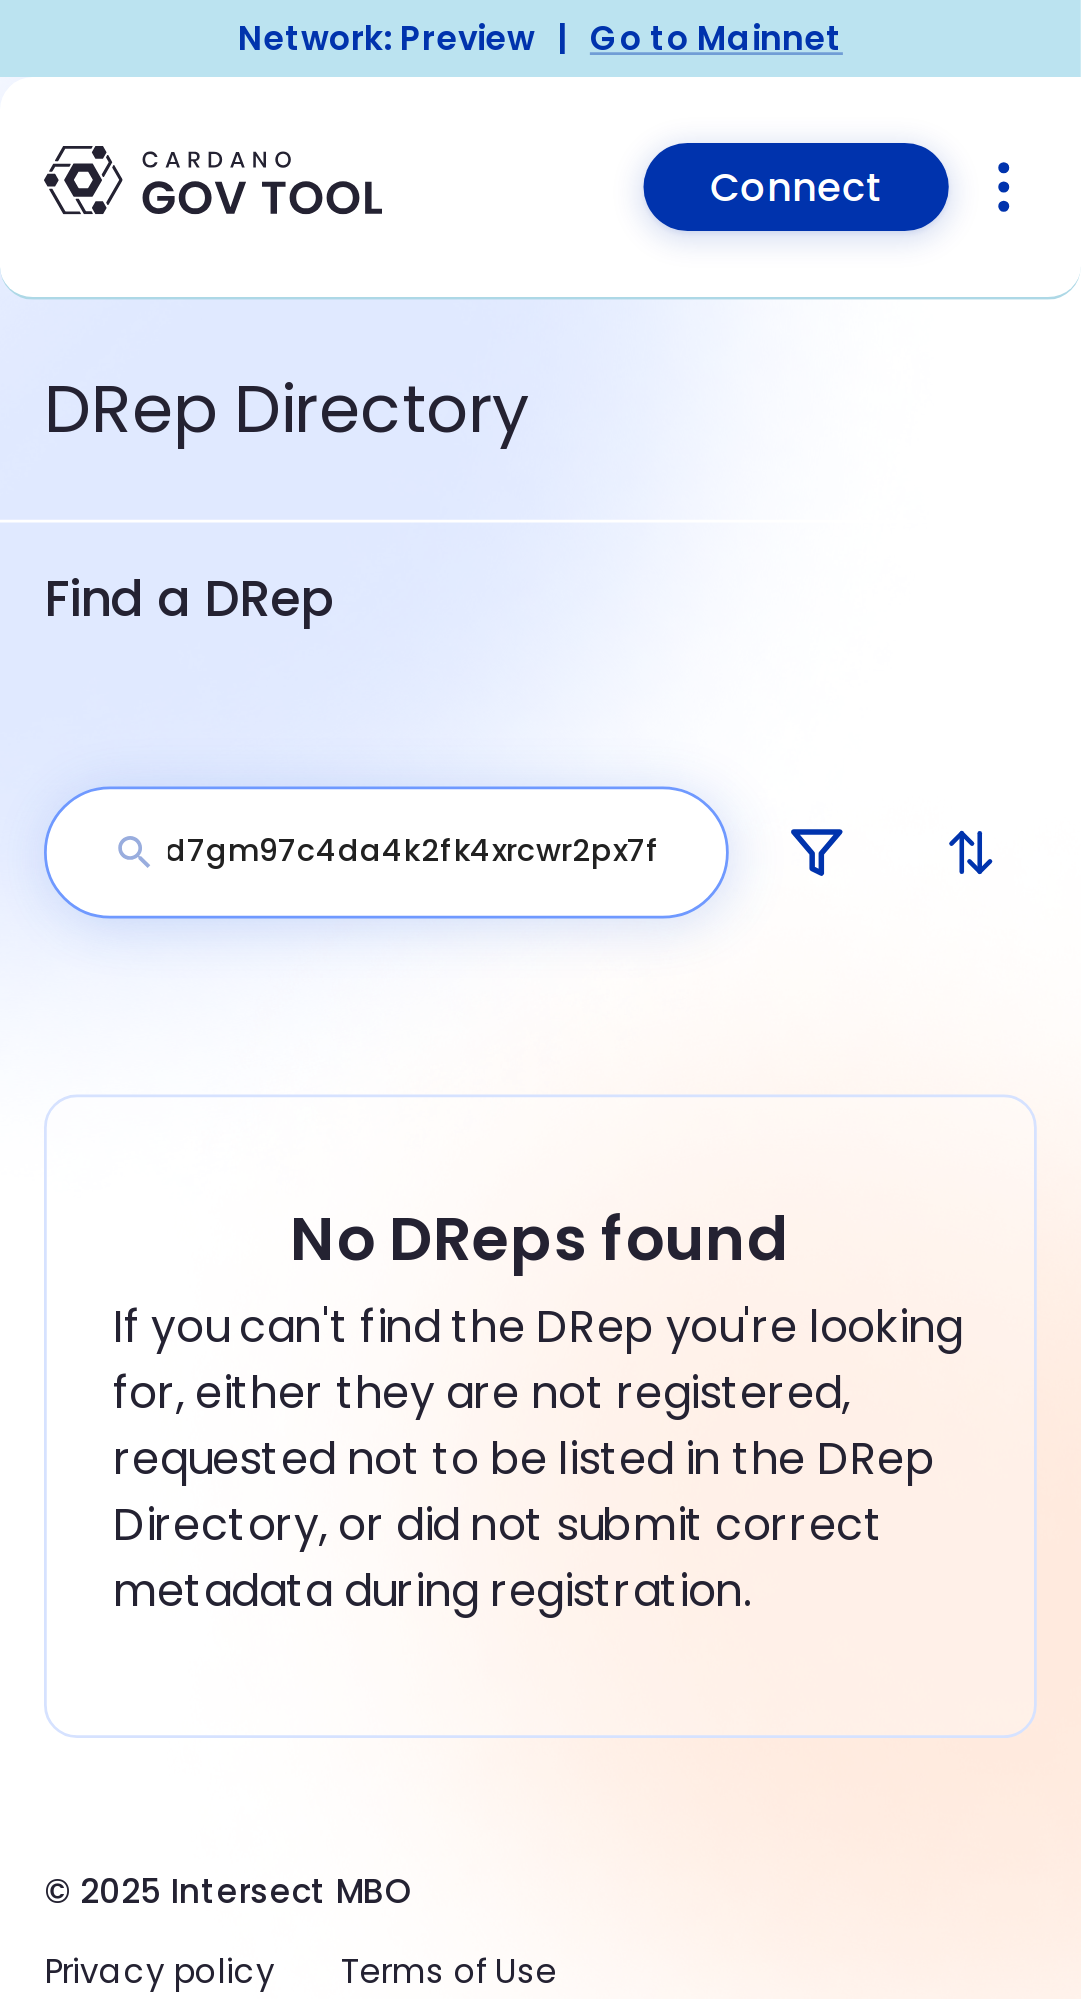 Network: Preview | Go to Mainnet
CARDANO
GOV TOOL
Connect
DRep Directory
Find a DRep
d7gm97c4da4k2fk4xrcwr2px7f
No DReps found
If you can't find the DRep you're looking
for, either they are not registered,
requested not to be listed in the DRep
Directory, or did not submit correct
metadata during registration.
© 2025 Intersect MBO
Privacy policy Terms of Use